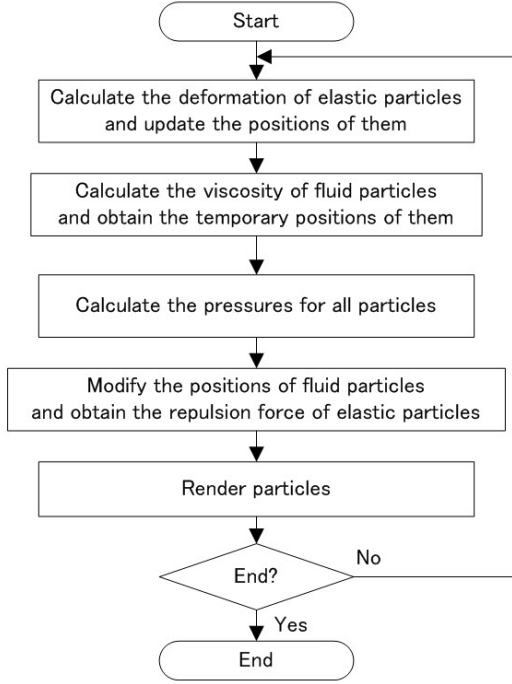 Start
Calculate the deformation of elastic particles
and update the positions of them
Calculate the viscosity of fluid particles
and obtain the temporary positions of them
Calculate the pressures for all particles
Modify the positions of fluid particles
and obtain the repulsion force of elastic particles
Render particles
End?
No
Yes
End